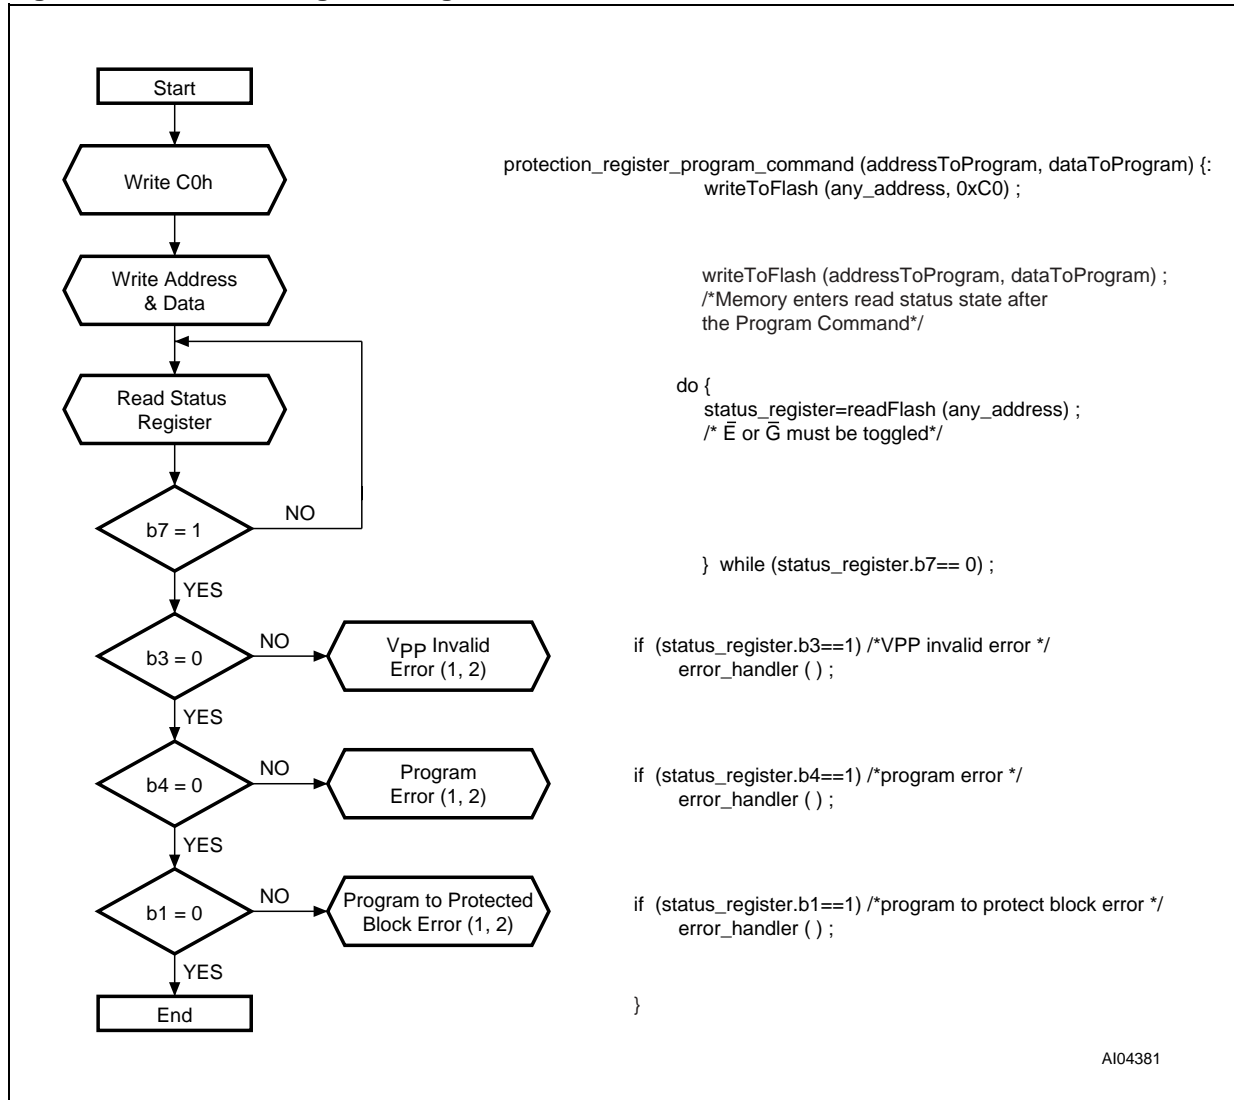 Start
Write C0h
protection_register_program_command (addressToProgram, dataToProgram) {:
writeToFlash (any_address, 0xC0) ;
Write Address
& Data
writeToFlash (addressToProgram, dataToProgram) ;
/*Memory enters read status state after
the Program Command*/
Read Status
Register
do {
status_register=readFlash (any_address) ;
/* E̅ or G̅ must be toggled*/
b7 = 1
NO
} while (status_register.b7== 0) ;
YES
b3 = 0
NO
VPP Invalid
Error (1, 2)
if (status_register.b3==1) /*VPP invalid error */
error_handler ( ) ;
YES
b4 = 0
NO
Program
Error (1, 2)
if (status_register.b4==1) /*program error */
error_handler ( ) ;
YES
b1 = 0
NO
Program to Protected
Block Error (1, 2)
if (status_register.b1==1) /*program to protect block error */
error_handler ( ) ;
YES
End
}
AI04381